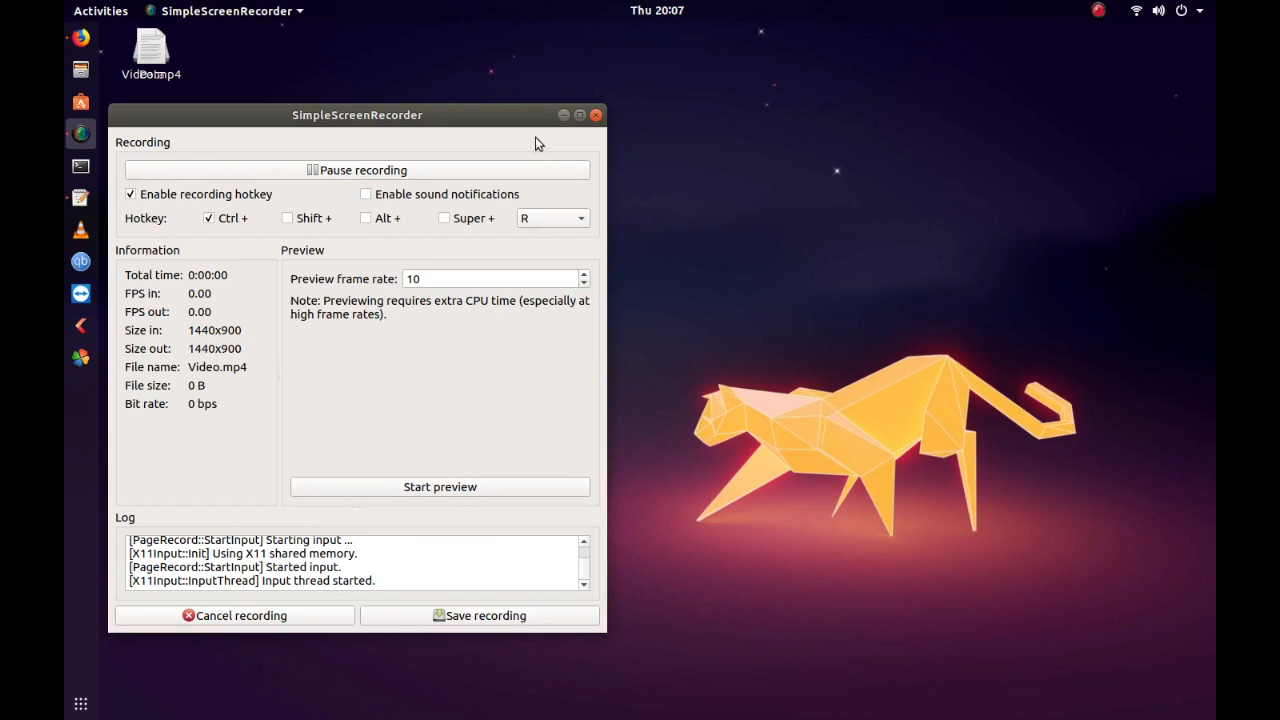 Activities SimpleScreenRecorder Thu 20:07
SimpleScreenRecorder
Recording
Pause recording
Enable recording hotkey Enable sound notifications
Hotkey: Ctrl + Shift + Alt + Super + R
Information
Total time: 0:00:00
FPS in: 0.00
FPS out: 0.00
Size in: 1440x900
Size out: 1440x900
File name: Video.mp4
File size: 0 B
Bit rate: 0 bps
Preview
Preview frame rate: 10
Note: Previewing requires extra CPU time (especially at
high frame rates).
Start preview
Log
[PageRecord::StartInput] Starting input ...
[X11Input::Init] Using X11 shared memory.
[PageRecord::StartInput] Started input.
[X11Input::InputThread] Input thread started.
Cancel recording Save recording
qb